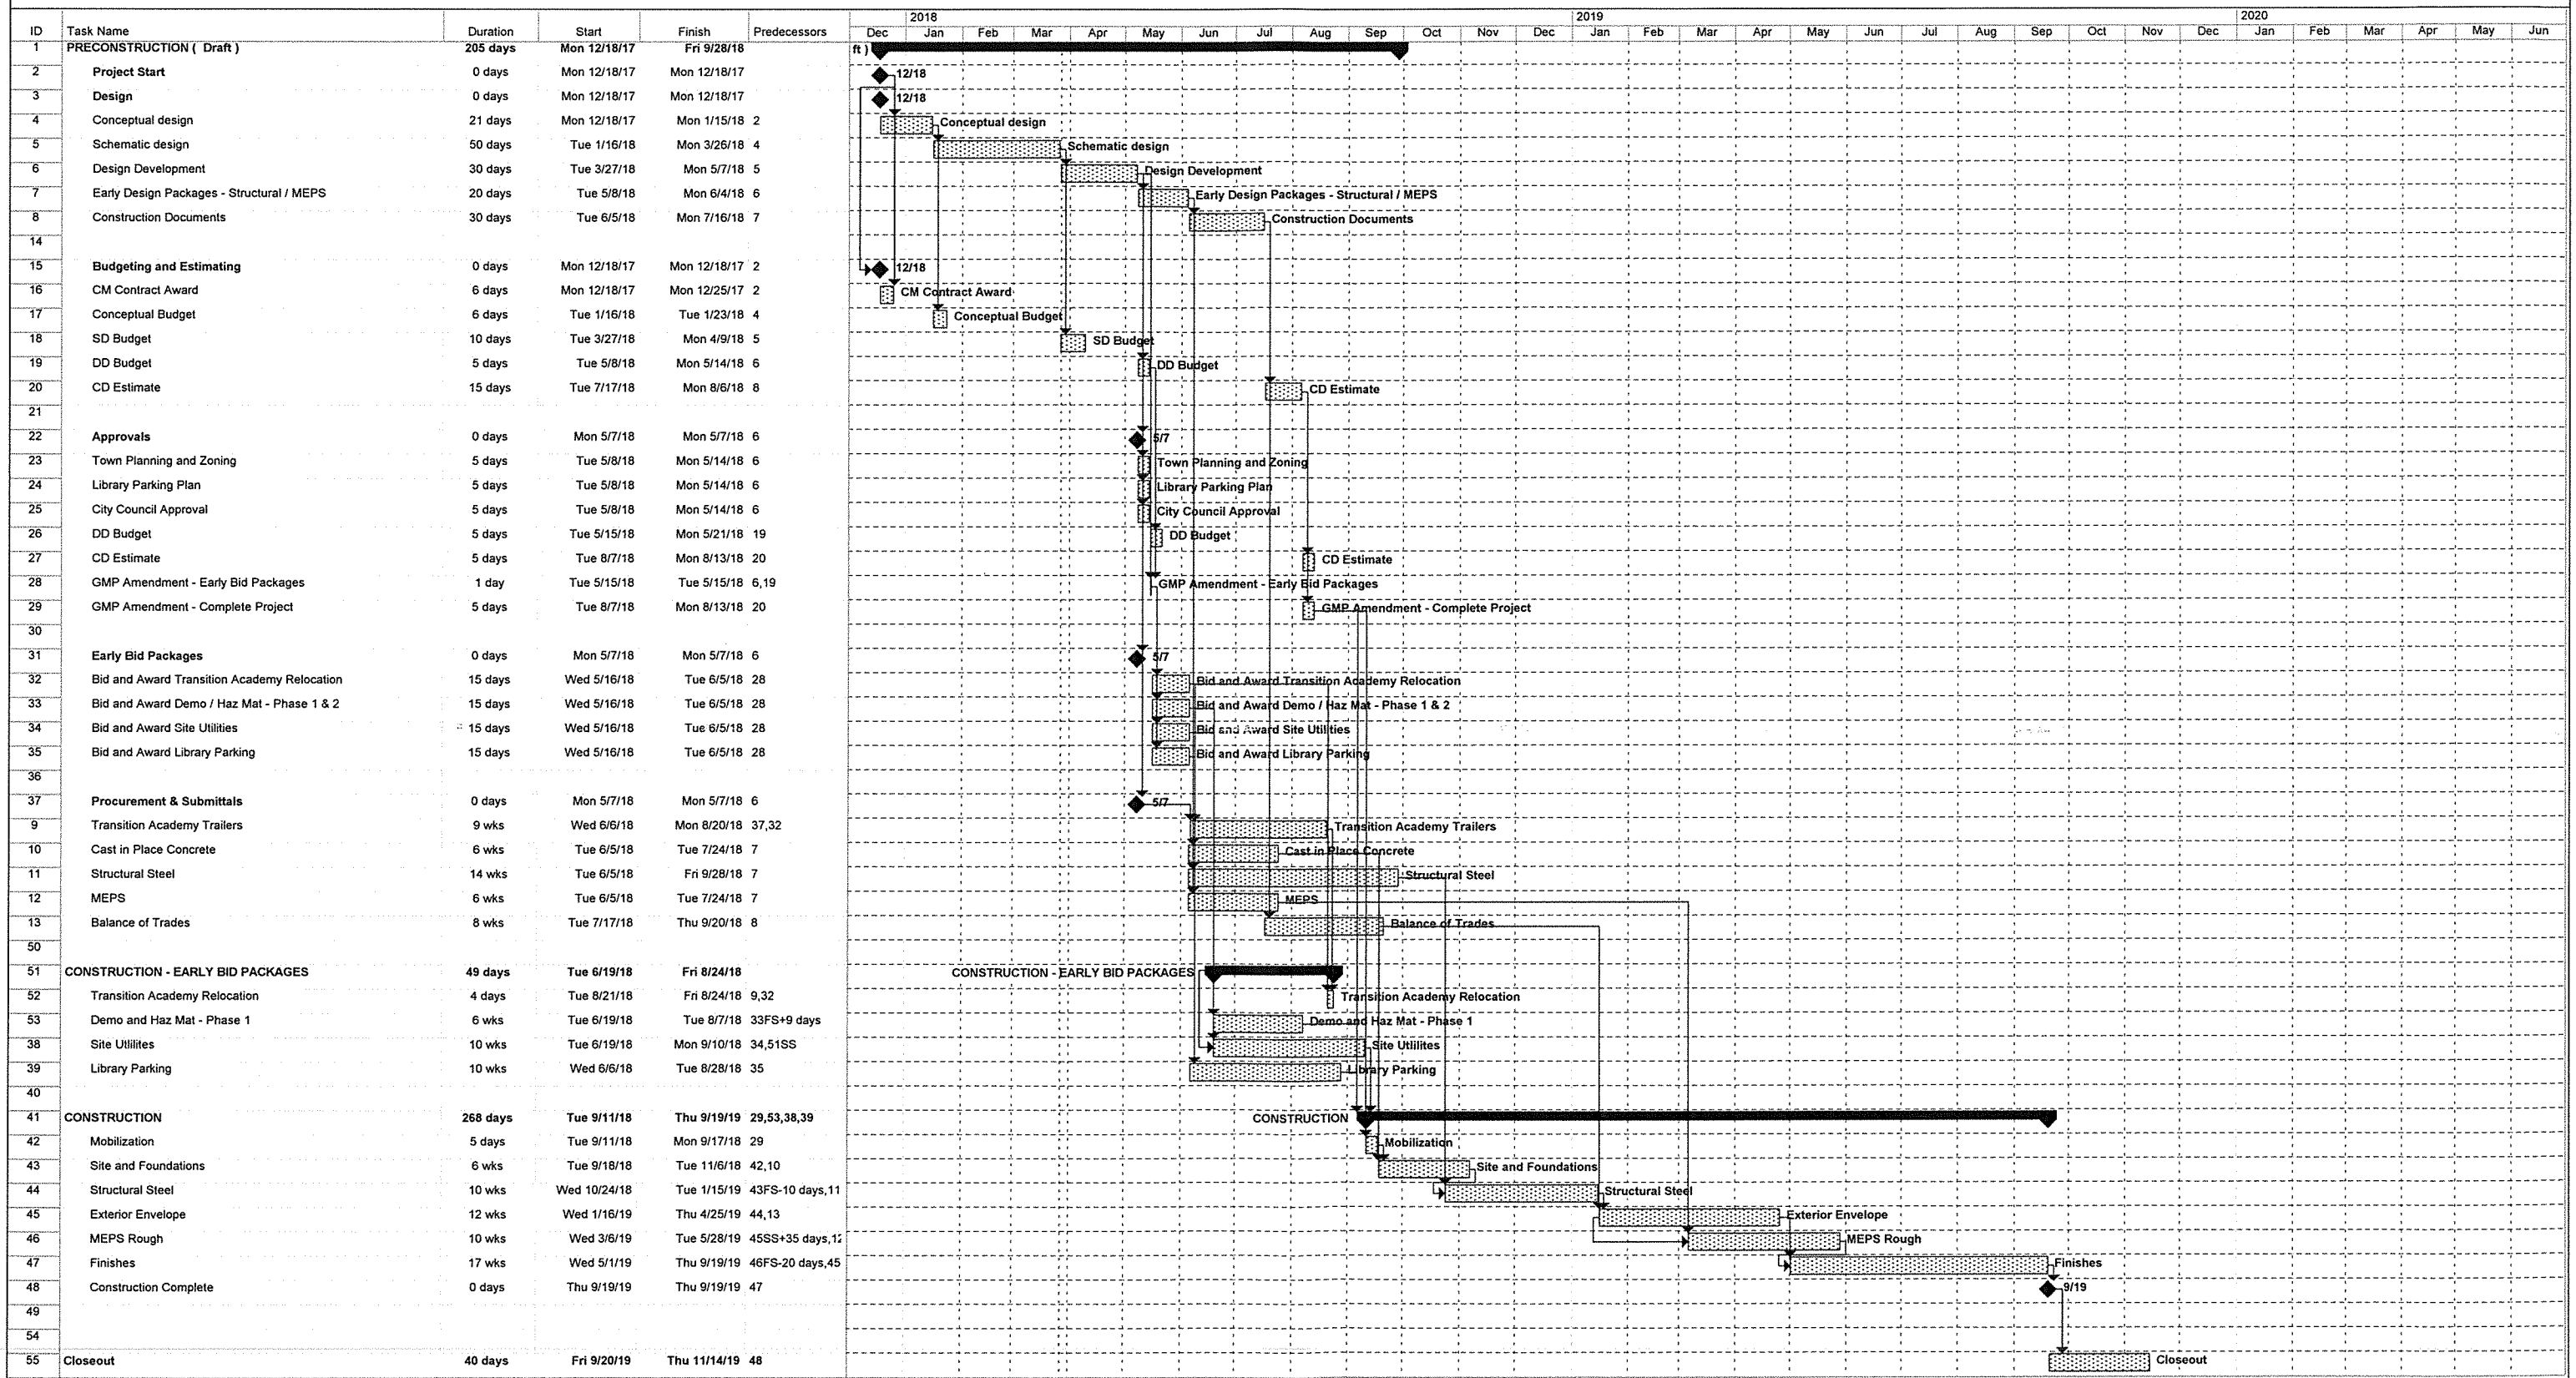 2018 2019 2020
ID Task Name Duration Start Finish Predecessors Dec Jan Feb Mar Apr May Jun Jul Aug Sep Oct Nov Dec Jan Feb Mar Apr May Jun Jul Aug Sep Oct Nov Dec Jan Feb Mar Apr May Jun
1 PRECONSTRUCTION ( Draft ) 205 days Mon 12/18/17 Fri 9/28/18 ft )
2 Project Start 0 days Mon 12/18/17 Mon 12/18/17 12/18
3 Design 0 days Mon 12/18/17 Mon 12/18/17 12/18
4 Conceptual design 21 days Mon 12/18/17 Mon 1/15/18 2 Conceptual design
5 Schematic design 50 days Tue 1/16/18 Mon 3/26/18 4 Schematic design
6 Design Development 30 days Tue 3/27/18 Mon 5/7/18 5 Design Development
7 Early Design Packages - Structural / MEPS 20 days Tue 5/8/18 Mon 6/4/18 6 Early Design Packages - Structural / MEPS
8 Construction Documents 30 days Tue 6/5/18 Mon 7/16/18 7 Construction Documents
14
15 Budgeting and Estimating 0 days Mon 12/18/17 Mon 12/18/17 2 12/18
16 CM Contract Award 6 days Mon 12/18/17 Mon 12/25/17 2 CM Contract Award
17 Conceptual Budget 6 days Tue 1/16/18 Tue 1/23/18 4 Conceptual Budget
18 SD Budget 10 days Tue 3/27/18 Mon 4/9/18 5 SD Budget
19 DD Budget 5 days Tue 5/8/18 Mon 5/14/18 6 DD Budget
20 CD Estimate 15 days Tue 7/17/18 Mon 8/6/18 8 CD Estimate
21
22 Approvals 0 days Mon 5/7/18 Mon 5/7/18 6 5/7
23 Town Planning and Zoning 5 days Tue 5/8/18 Mon 5/14/18 6 Town Planning and Zoning
24 Library Parking Plan 5 days Tue 5/8/18 Mon 5/14/18 6 Library Parking Plan
25 City Council Approval 5 days Tue 5/8/18 Mon 5/14/18 6 City Council Approval
26 DD Budget 5 days Tue 5/15/18 Mon 5/21/18 19 DD Budget
27 CD Estimate 5 days Tue 8/7/18 Mon 8/13/18 20 CD Estimate
28 GMP Amendment - Early Bid Packages 1 day Tue 5/15/18 Tue 5/15/18 6,19 GMP Amendment - Early Bid Packages
29 GMP Amendment - Complete Project 5 days Tue 8/7/18 Mon 8/13/18 20 GMP Amendment - Complete Project
30
31 Early Bid Packages 0 days Mon 5/7/18 Mon 5/7/18 6 5/7
32 Bid and Award Transition Academy Relocation 15 days Wed 5/16/18 Tue 6/5/18 28 Bid and Award Transition Academy Relocation
33 Bid and Award Demo / Haz Mat - Phase 1 & 2 15 days Wed 5/16/18 Tue 6/5/18 28 Bid and Award Demo / Haz Mat - Phase 1 & 2
34 Bid and Award Site Utilities 15 days Wed 5/16/18 Tue 6/5/18 28 Bid and Award Site Utilities
35 Bid and Award Library Parking 15 days Wed 5/16/18 Tue 6/5/18 28 Bid and Award Library Parking
36
37 Procurement & Submittals 0 days Mon 5/7/18 Mon 5/7/18 6 5/7
9 Transition Academy Trailers 9 wks Wed 6/6/18 Mon 8/20/18 37,32 Transition Academy Trailers
10 Cast in Place Concrete 6 wks Tue 6/5/18 Tue 7/24/18 7 Cast in Place Concrete
11 Structural Steel 14 wks Tue 6/5/18 Fri 9/28/18 7 Structural Steel
12 MEPS 6 wks Tue 6/5/18 Tue 7/24/18 7 MEPS
13 Balance of Trades 8 wks Tue 7/17/18 Thu 9/20/18 8 Balance of Trades
50
51 CONSTRUCTION - EARLY BID PACKAGES 49 days Tue 6/19/18 Fri 8/24/18 CONSTRUCTION - EARLY BID PACKAGES
52 Transition Academy Relocation 4 days Tue 8/21/18 Fri 8/24/18 9,32 Transition Academy Relocation
53 Demo and Haz Mat - Phase 1 6 wks Tue 6/19/18 Tue 8/7/18 33FS+9 days Demo and Haz Mat - Phase 1
38 Site Utlilites 10 wks Tue 6/19/18 Mon 9/10/18 34,51SS Site Utlilites
39 Library Parking 10 wks Wed 6/6/18 Tue 8/28/18 35 Library Parking
40
41 CONSTRUCTION 268 days Tue 9/11/18 Thu 9/19/19 29,53,38,39 CONSTRUCTION
42 Mobilization 5 days Tue 9/11/18 Mon 9/17/18 29 Mobilization
43 Site and Foundations 6 wks Tue 9/18/18 Tue 11/6/18 42,10 Site and Foundations
44 Structural Steel 10 wks Wed 10/24/18 Tue 1/15/19 43FS-10 days,11 Structural Steel
45 Exterior Envelope 12 wks Wed 1/16/19 Thu 4/25/19 44,13 Exterior Envelope
46 MEPS Rough 10 wks Wed 3/6/19 Tue 5/28/19 45SS+35 days,12 MEPS Rough
47 Finishes 17 wks Wed 5/1/19 Thu 9/19/19 46FS-20 days,45 Finishes
48 Construction Complete 0 days Thu 9/19/19 Thu 9/19/19 47 9/19
49
54
55 Closeout 40 days Fri 9/20/19 Thu 11/14/19 48 Closeout